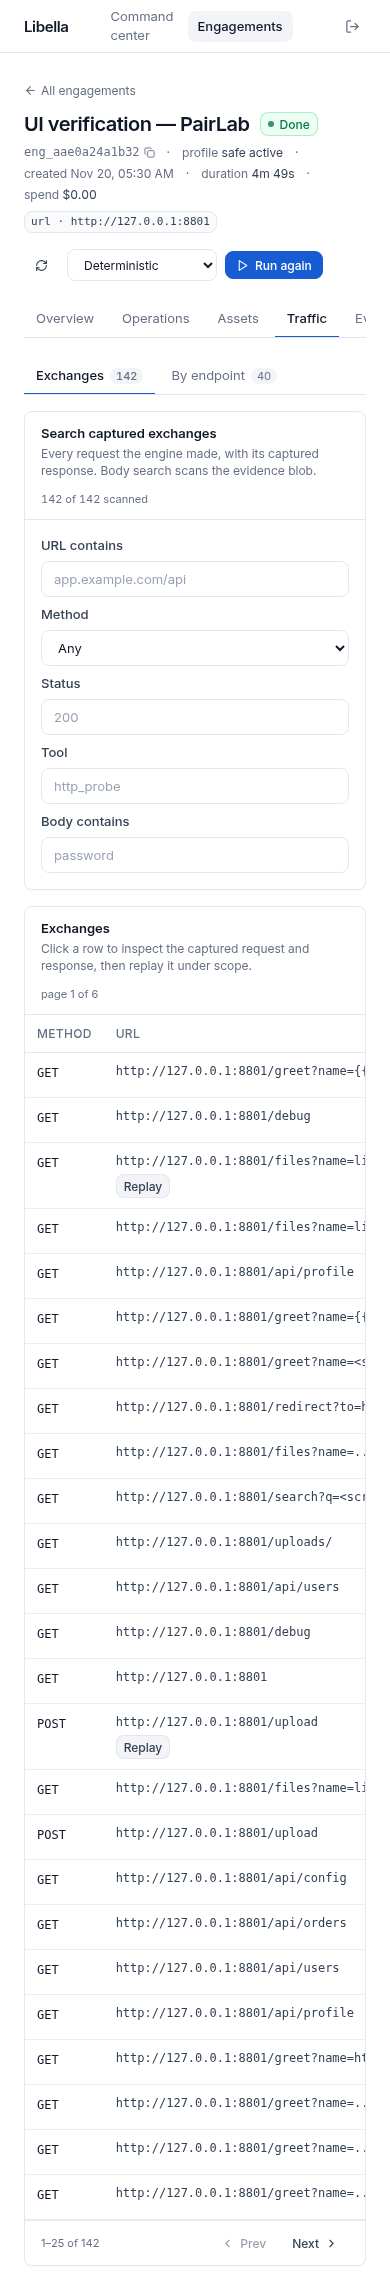 Libella
Command center
Engagements
All engagements
UI verification — PairLab
Done
eng_aae0a24a1b32 · profile safe active ·
created Nov 20, 05:30 AM · duration 4m 49s ·
spend $0.00
url · http://127.0.0.1:8801
Deterministic
Run again
Overview Operations Assets Traffic Ev
Exchanges 142 By endpoint 40
Search captured exchanges
Every request the engine made, with its captured
response. Body search scans the evidence blob.
142 of 142 scanned
URL contains
app.example.com/api
Method
Any
Status
200
Tool
http_probe
Body contains
password
Exchanges
Click a row to inspect the captured request and
response, then replay it under scope.
page 1 of 6
METHOD URL
GET http://127.0.0.1:8801/greet?name={{
GET http://127.0.0.1:8801/debug
GET http://127.0.0.1:8801/files?name=li
Replay
GET http://127.0.0.1:8801/files?name=li
GET http://127.0.0.1:8801/api/profile
GET http://127.0.0.1:8801/greet?name={{
GET http://127.0.0.1:8801/greet?name=<s
GET http://127.0.0.1:8801/redirect?to=h
GET http://127.0.0.1:8801/files?name=..
GET http://127.0.0.1:8801/search?q=<scr
GET http://127.0.0.1:8801/uploads/
GET http://127.0.0.1:8801/api/users
GET http://127.0.0.1:8801/debug
GET http://127.0.0.1:8801
POST http://127.0.0.1:8801/upload
Replay
GET http://127.0.0.1:8801/files?name=li
POST http://127.0.0.1:8801/upload
GET http://127.0.0.1:8801/api/config
GET http://127.0.0.1:8801/api/orders
GET http://127.0.0.1:8801/api/users
GET http://127.0.0.1:8801/api/profile
GET http://127.0.0.1:8801/greet?name=ht
GET http://127.0.0.1:8801/greet?name=..
GET http://127.0.0.1:8801/greet?name=..
GET http://127.0.0.1:8801/greet?name=..
1–25 of 142 Prev Next